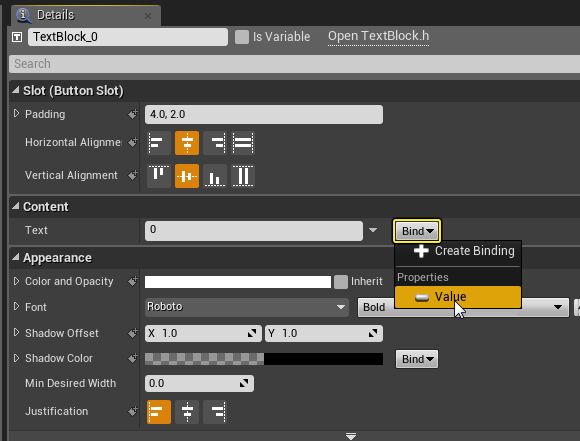 Details
TextBlock_0 Is Variable Open TextBlock.h
Search
Slot (Button Slot)
Padding 4.0, 2.0
Horizontal Alignme
Vertical Alignment
Content
Text 0 Bind
Create Binding
Appearance
Properties
Color and Opacity Inherit
Value
Font Roboto Bold
Shadow Offset X 1.0 Y 1.0
Shadow Color Bind
Min Desired Width 0.0
Justification